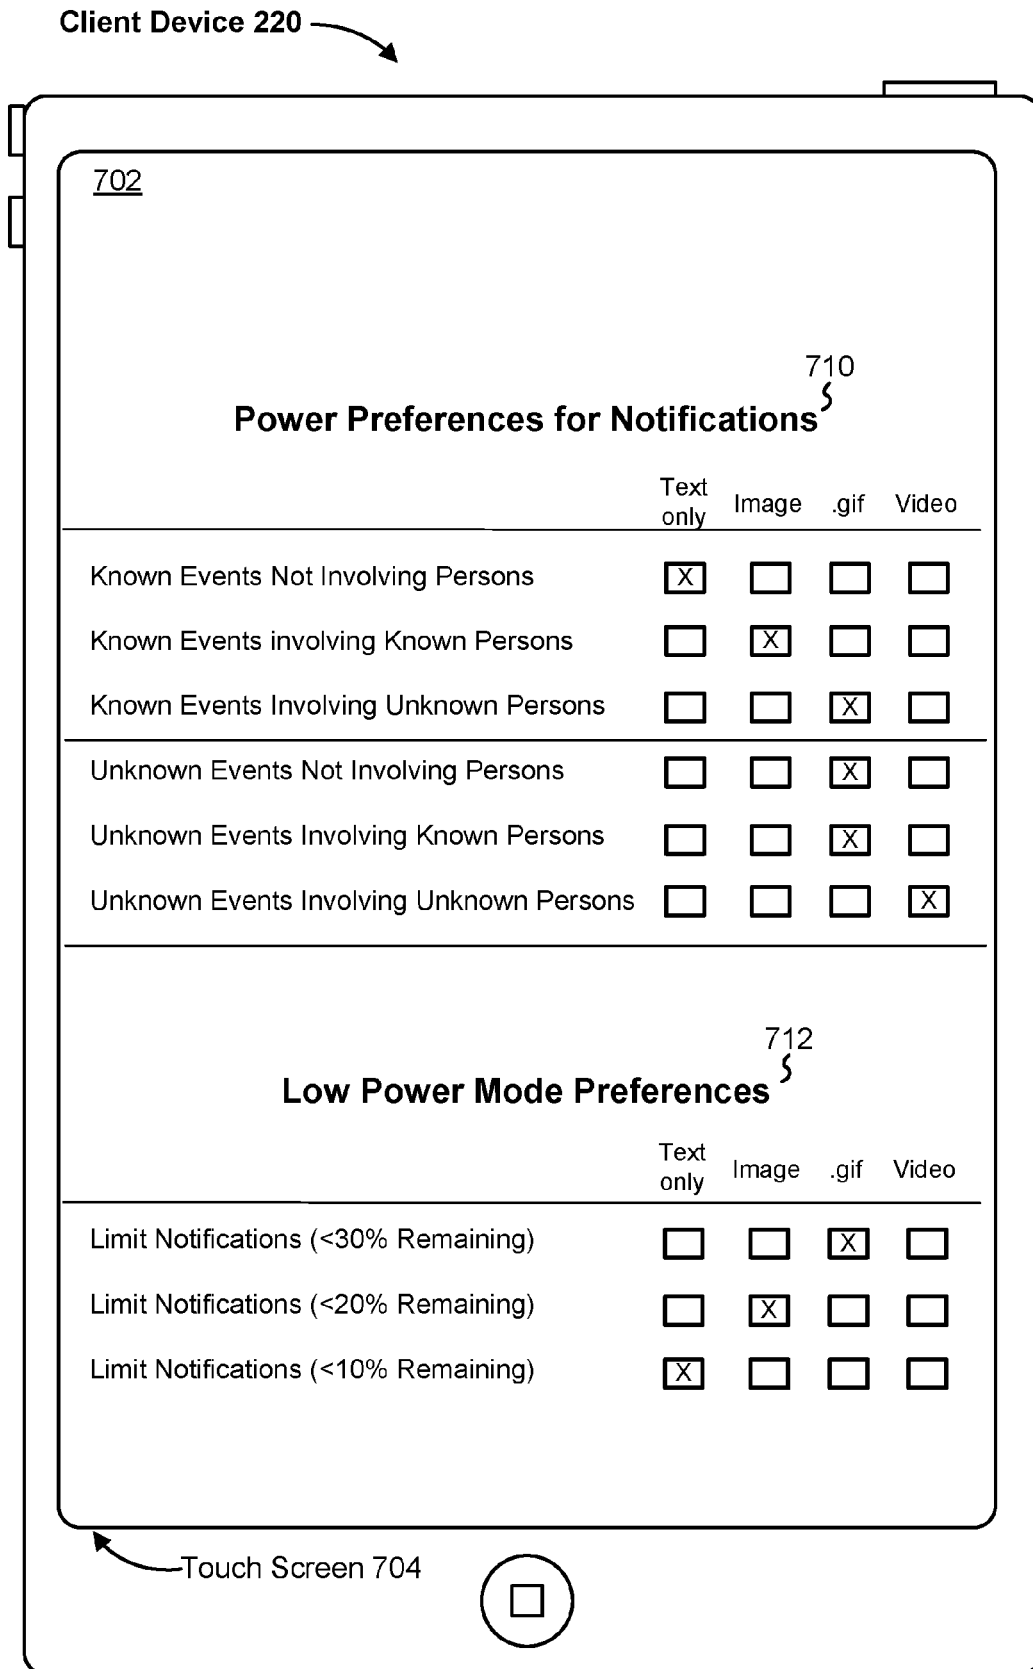 Client Device 220
702
710
Power Preferences for Notifications
Text only Image .gif Video
Known Events Not Involving Persons X
Known Events involving Known Persons X
Known Events Involving Unknown Persons X
Unknown Events Not Involving Persons X
Unknown Events Involving Known Persons X
Unknown Events Involving Unknown Persons X
712
Low Power Mode Preferences
Text only Image .gif Video
Limit Notifications (<30% Remaining) X
Limit Notifications (<20% Remaining) X
Limit Notifications (<10% Remaining) X
Touch Screen 704